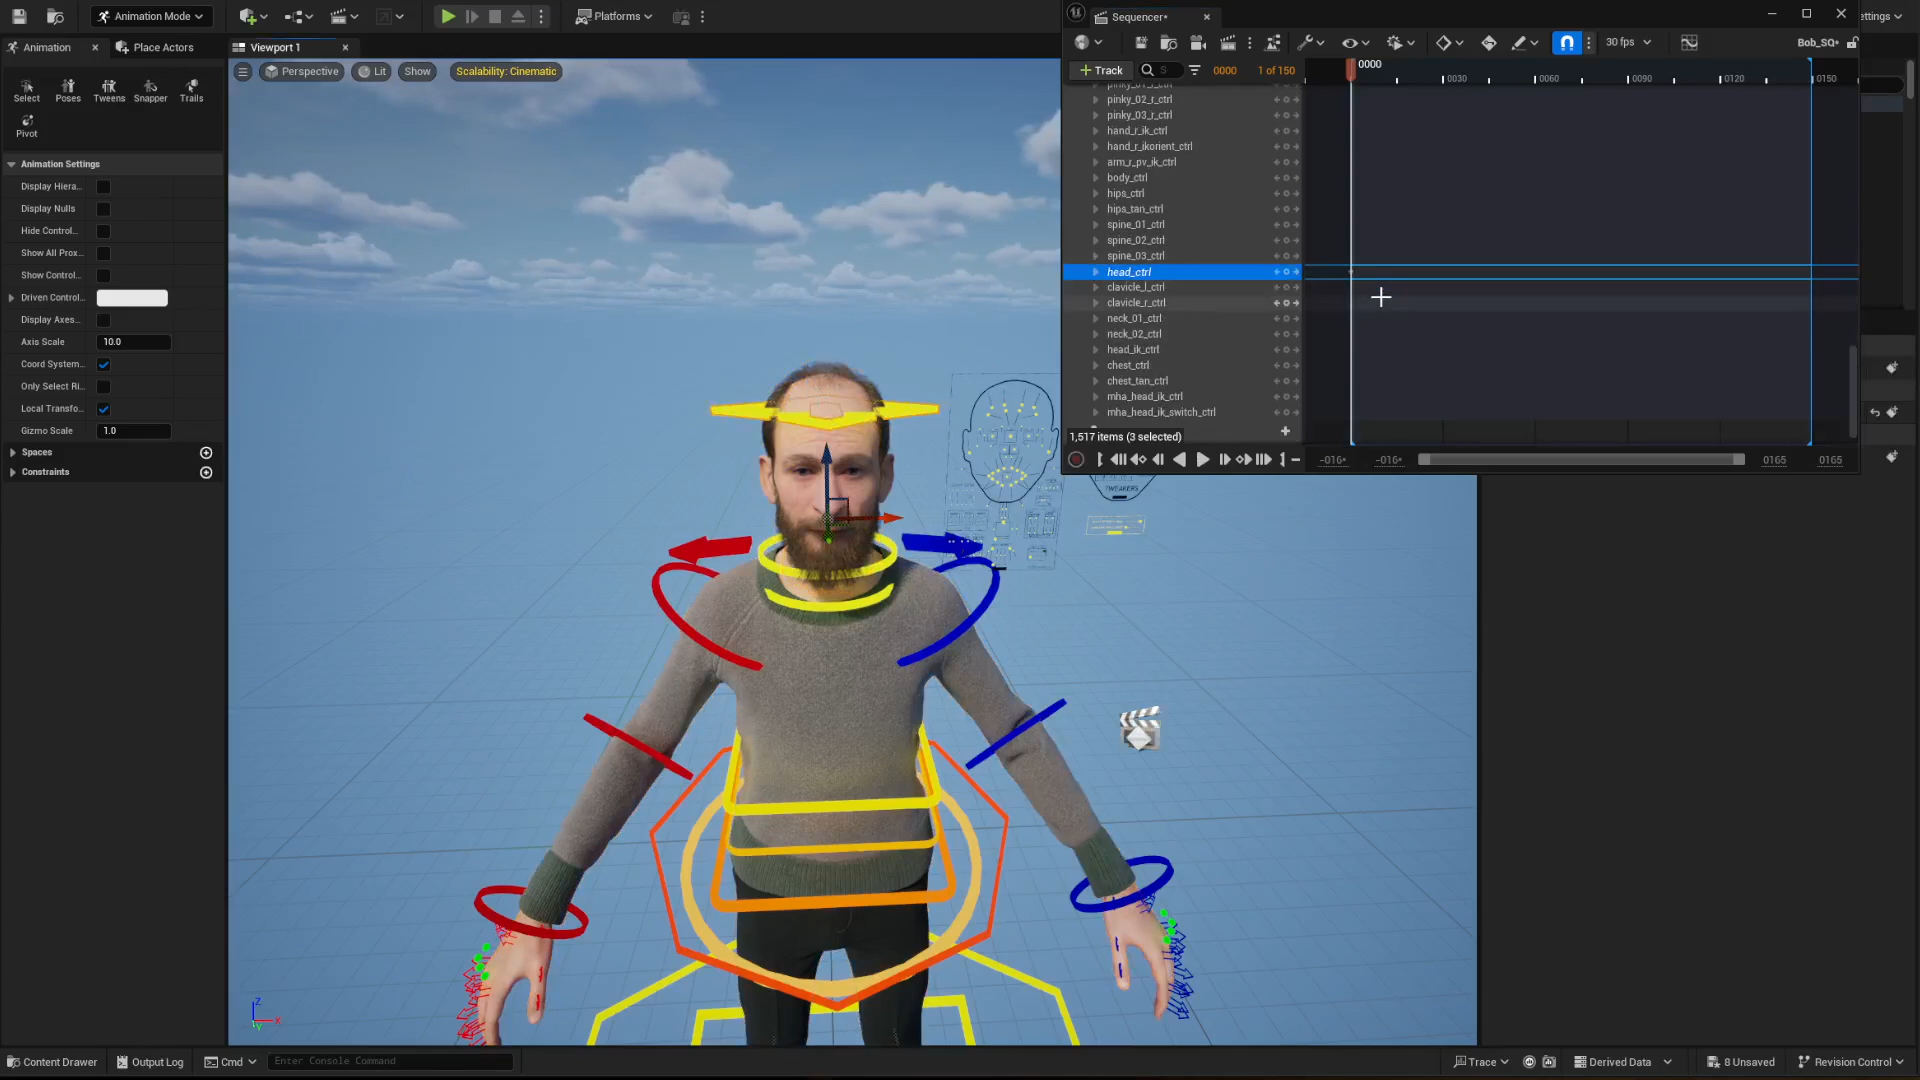 Animation Mode
Platforms
Animation
Place Actors
Viewport 1
Perspective
Lit
Show
Scalability: Cinematic
Select
Poses
Tweens
Snapper
Trails
Pivot
Animation Settings
Display Hiera...
Display Nulls
Hide Control...
Show All Prox...
Show Control...
Driven Control...
Display Axes...
Axis Scale
10.0
Coord System...
Only Select Ri...
Local Transfo...
Gizmo Scale
1.0
Spaces
Constraints
Sequencer*
30 fps
Bob_SQ*
ettings
Track
S
0000
1 of 150
0000
0030
0060
0090
0120
0150
pinky_02_r_ctrl
pinky_03_r_ctrl
hand_r_ik_ctrl
hand_r_ikorient_ctrl
arm_r_pv_ik_ctrl
body_ctrl
hips_ctrl
hips_tan_ctrl
spine_01_ctrl
spine_02_ctrl
spine_03_ctrl
head_ctrl
clavicle_l_ctrl
clavicle_r_ctrl
neck_01_ctrl
neck_02_ctrl
head_ik_ctrl
chest_ctrl
chest_tan_ctrl
mha_head_ik_ctrl
mha_head_ik_switch_ctrl
1,517 items (3 selected)
-016*
-016*
0165
0165
TWEAKERS
Z
X
Y
Content Drawer
Output Log
Cmd
Enter Console Command
Trace
Derived Data
8 Unsaved
Revision Control